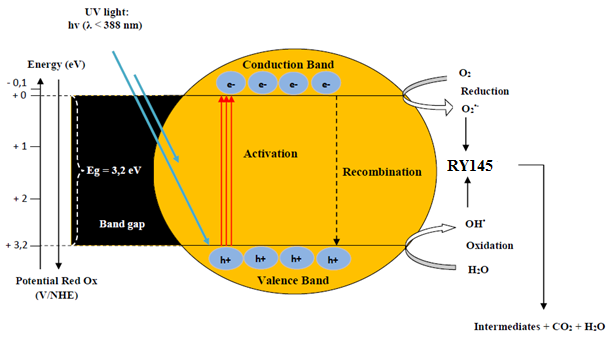 UV light:
hv (λ < 388 nm)
Energy (eV)
Conduction Band
- 0,1
+ 0
e- e- e- e-
O₂
Reduction
O₂•-
+ 1
Activation
Eg = 3,2 eV
Recombination
RY145
+ 2
Band gap
OH•
Oxidation
+ 3,2
h+ h+ h+ h+
H₂O
Potential Red Ox
(V/NHE)
Valence Band
Intermediates + CO₂ + H₂O